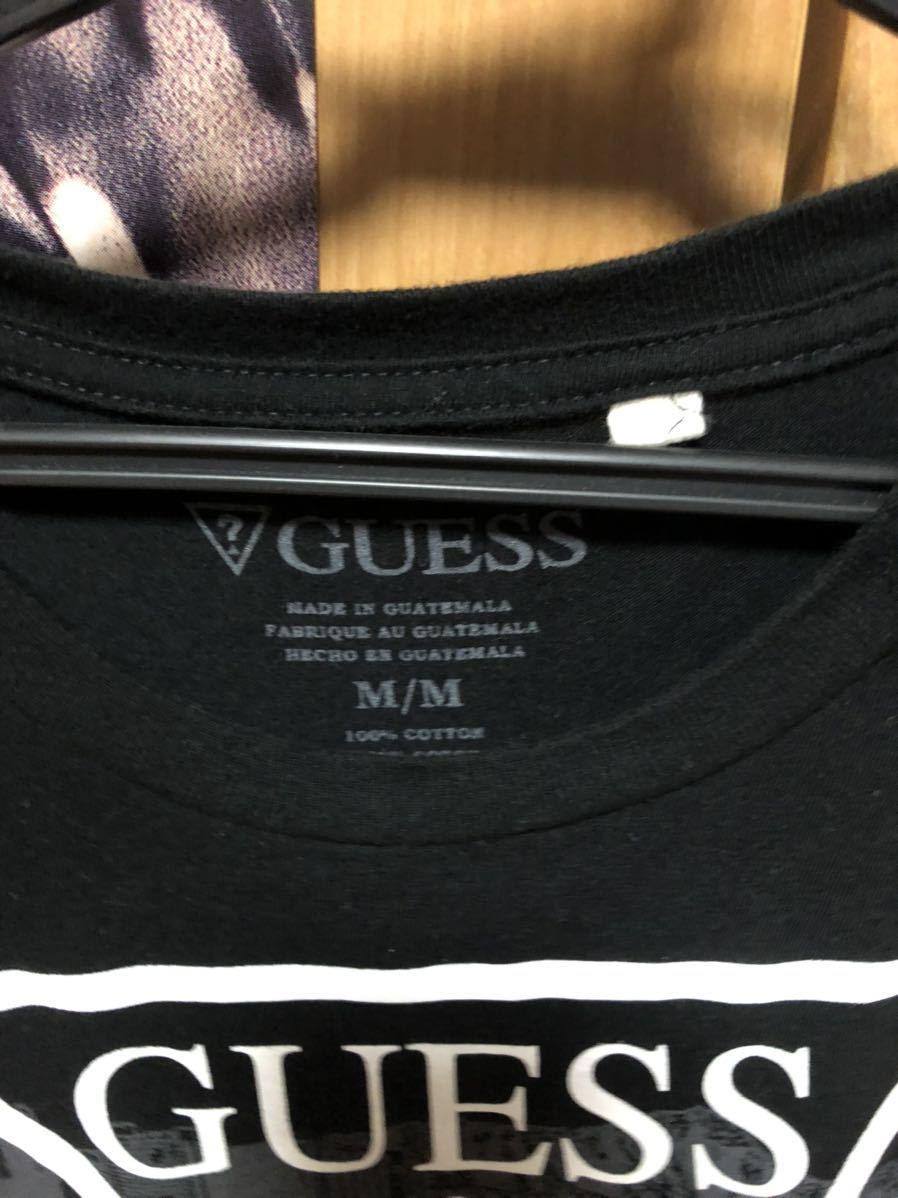 ? GUESS
MADE IN GUATEMALA
FABRIQUE AU GUATEMALA
HECHO EN GUATEMALA
M/M
100% COTTON
GUESS